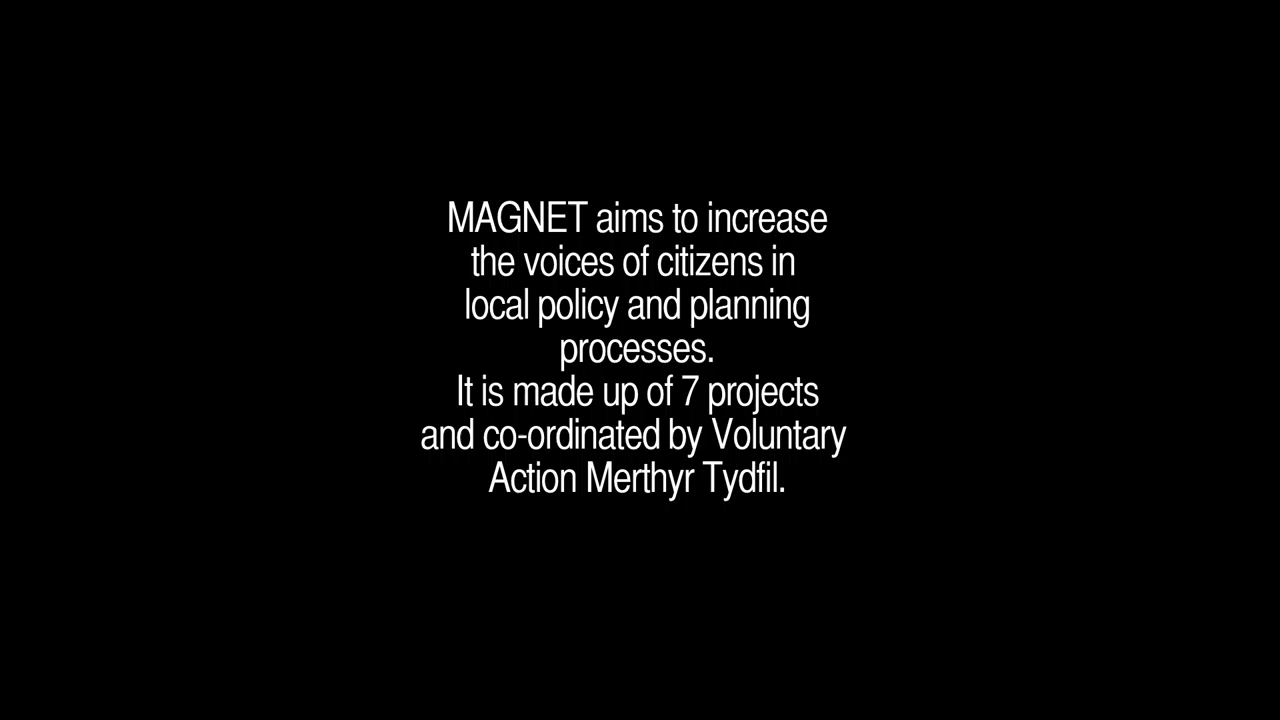 MAGNET aims to increase
the voices of citizens in
local policy and planning
processes.
It is made up of 7 projects
and co-ordinated by Voluntary
Action Merthyr Tydfil.